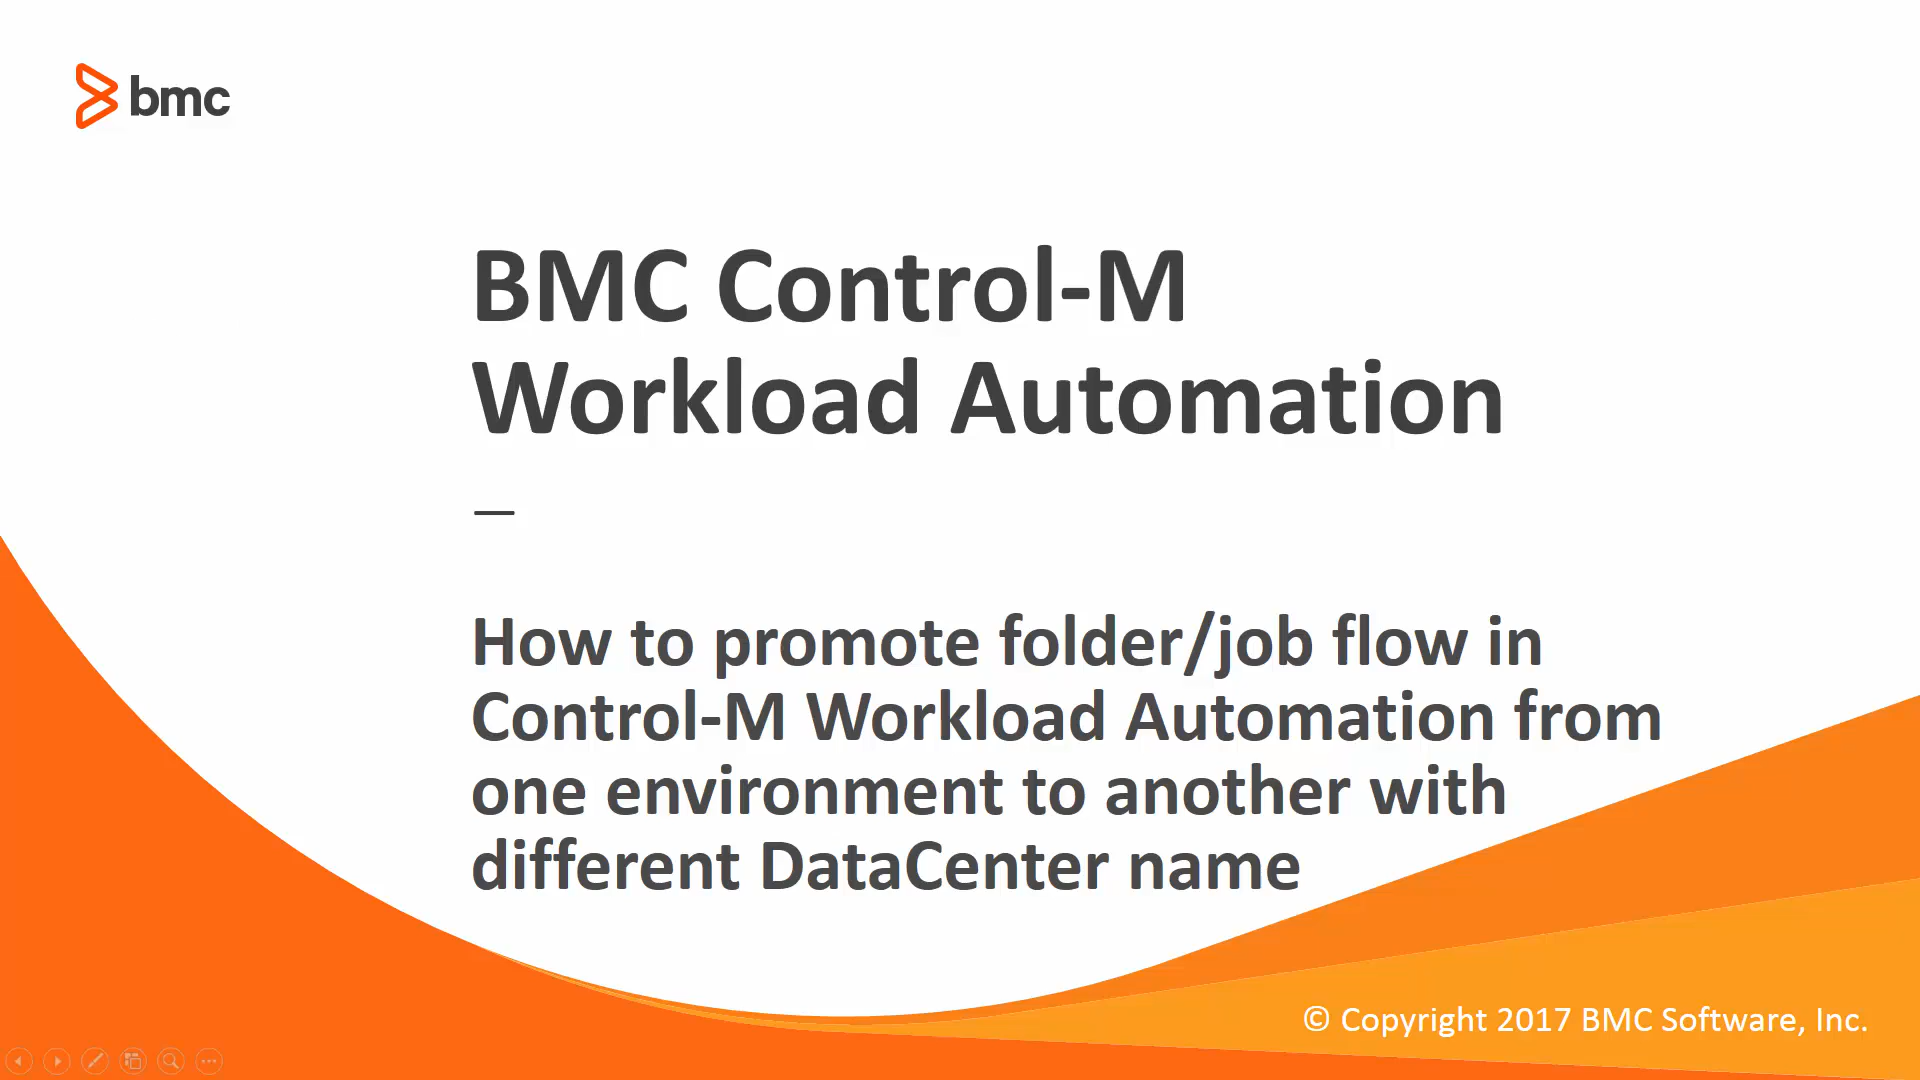 bmc
BMC Control-M
Workload Automation
—
How to promote folder/job flow in
Control-M Workload Automation from
one environment to another with
different DataCenter name
© Copyright 2017 BMC Software, Inc.